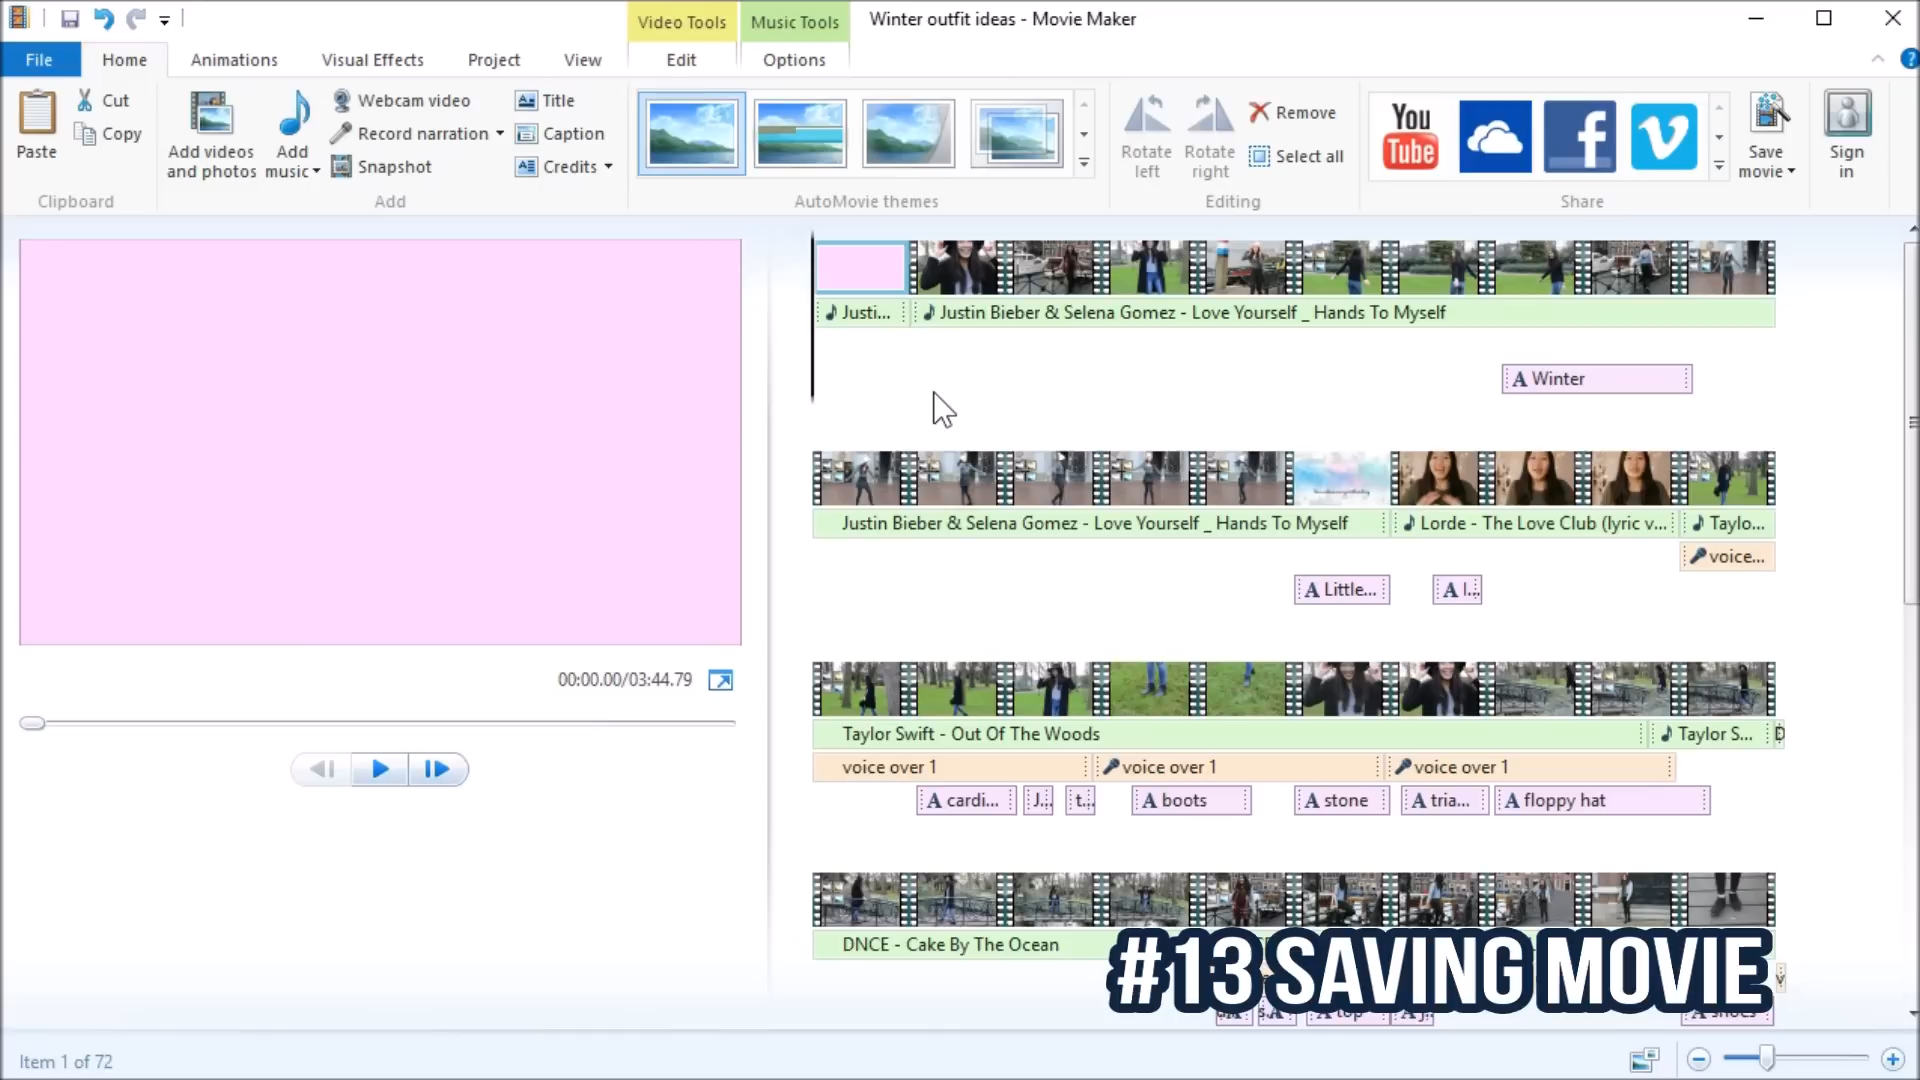 Video Tools
Music Tools
Winter outfit ideas - Movie Maker
File
Home
Animations
Visual Effects
Project
View
Edit
Options
Paste
Cut
Copy
Clipboard
Add videos
and photos
Add
music
Webcam video
Record narration
Snapshot
Title
Caption
Credits
Add
AutoMovie themes
Rotate
left
Rotate
right
Remove
Select all
Editing
You
Tube
Share
Save
movie
Sign
in
Justi...
Justin Bieber & Selena Gomez - Love Yourself _ Hands To Myself
A Winter
Justin Bieber & Selena Gomez - Love Yourself _ Hands To Myself
Lorde - The Love Club (lyric v...
Taylo...
voice...
A Little...
A I...
00:00.00/03:44.79
Taylor Swift - Out Of The Woods
Taylor S...
D
voice over 1
voice over 1
voice over 1
A cardi...
J...
t...
A boots
A stone
A tria...
A floppy hat
DNCE - Cake By The Ocean
#13 SAVING MOVIE
Item 1 of 72